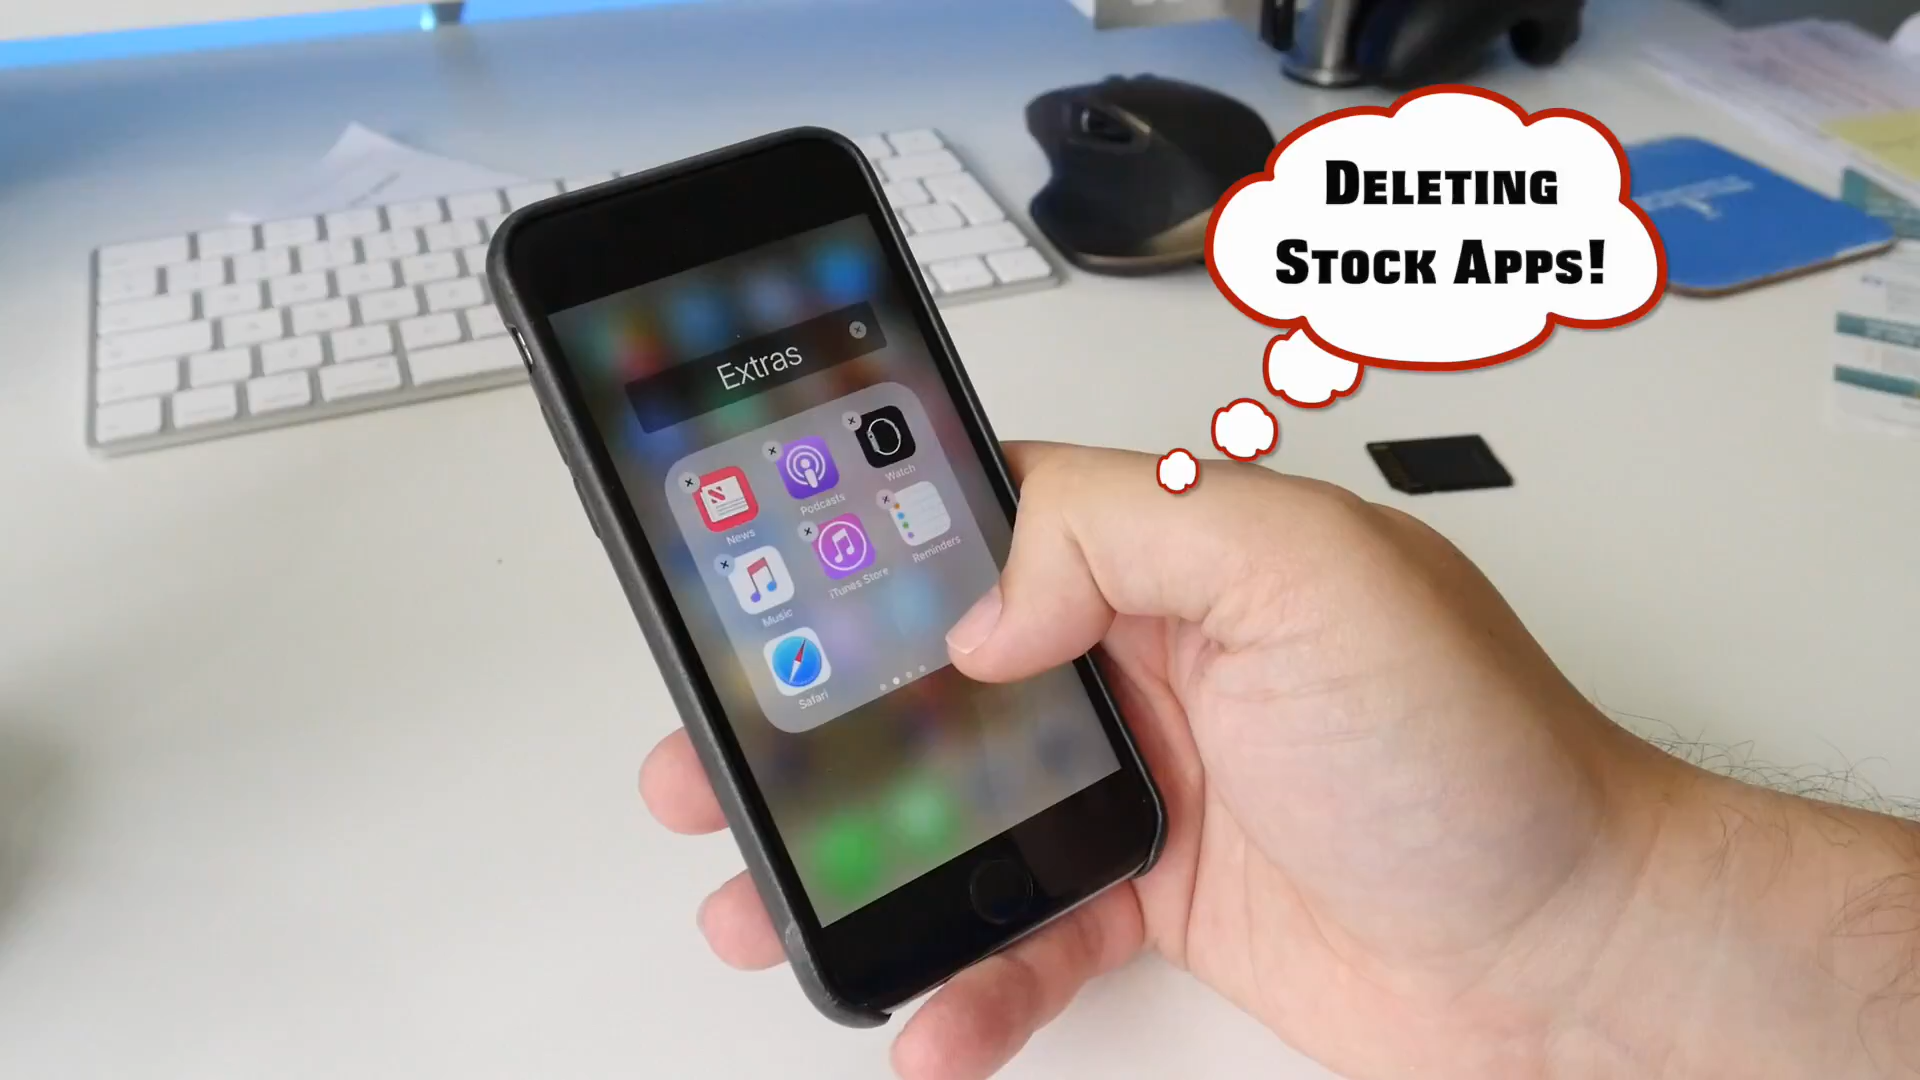 Deleting
Stock Apps!
Extras
News
Podcasts
Watch
Music
iTunes Store
Reminders
Safari